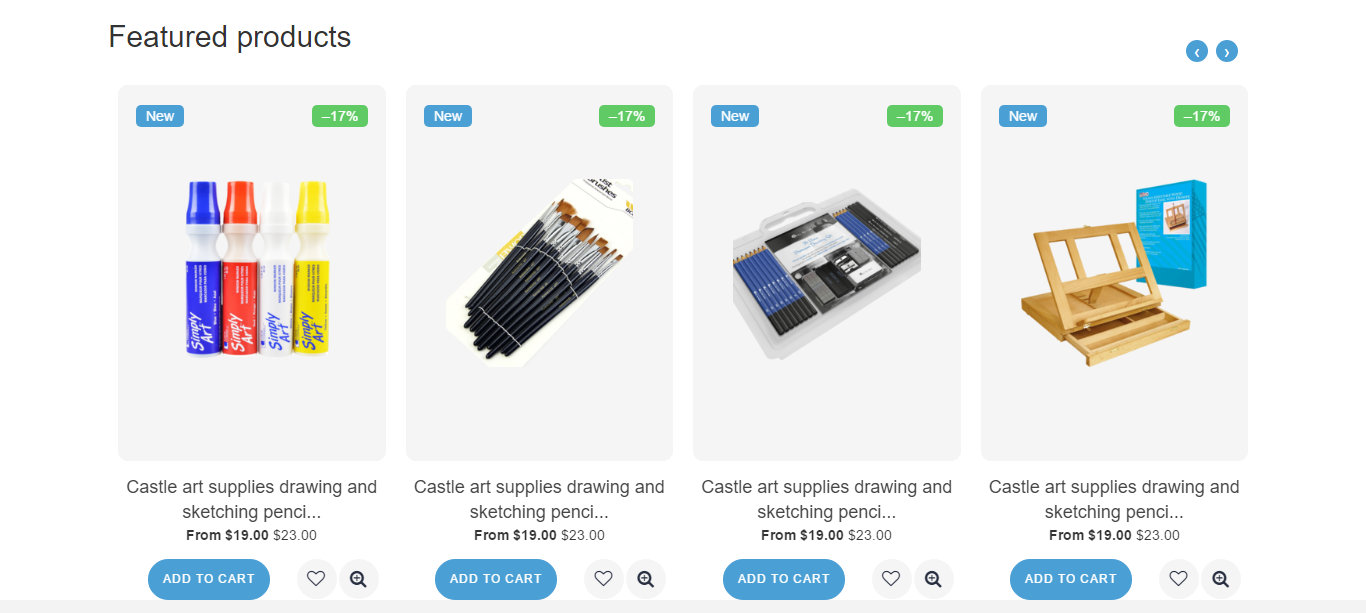 Featured products
‹ ›
New –17%
New –17%
New –17%
New –17%
Simply Art Simply Art Simply Art
Castle art supplies drawing and
sketching penci...
From $19.00 $23.00
ADD TO CART
Castle art supplies drawing and
sketching penci...
From $19.00 $23.00
ADD TO CART
Castle art supplies drawing and
sketching penci...
From $19.00 $23.00
ADD TO CART
Castle art supplies drawing and
sketching penci...
From $19.00 $23.00
ADD TO CART